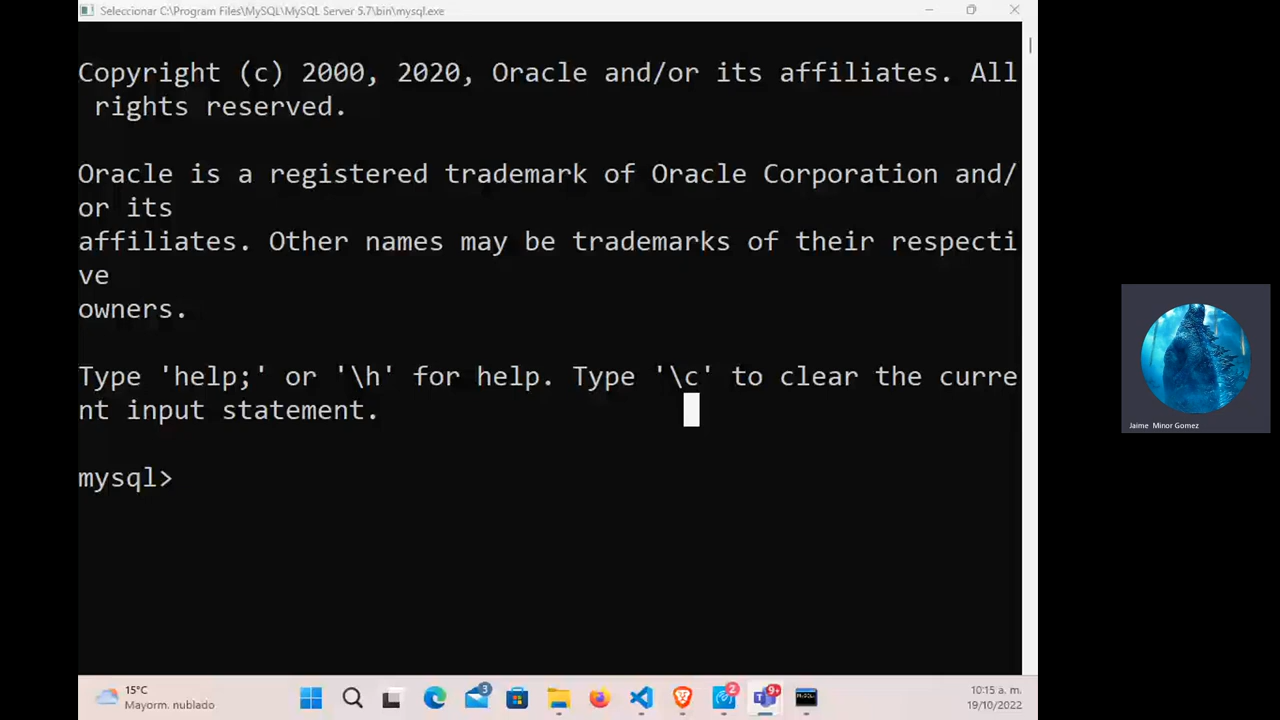 Seleccionar C:\Program Files\MySQL\MySQL Server 5.7\bin\mysql.exe
Copyright (c) 2000, 2020, Oracle and/or its affiliates. All
rights reserved.
Oracle is a registered trademark of Oracle Corporation and/
or its
affiliates. Other names may be trademarks of their respecti
ve
owners.
Type 'help;' or '\h' for help. Type '\c' to clear the curre
nt input statement.
mysql>
Jaime Minor Gomez
15°C
Mayorm. nublado
3
2
9+
10:15 a. m.
19/10/2022